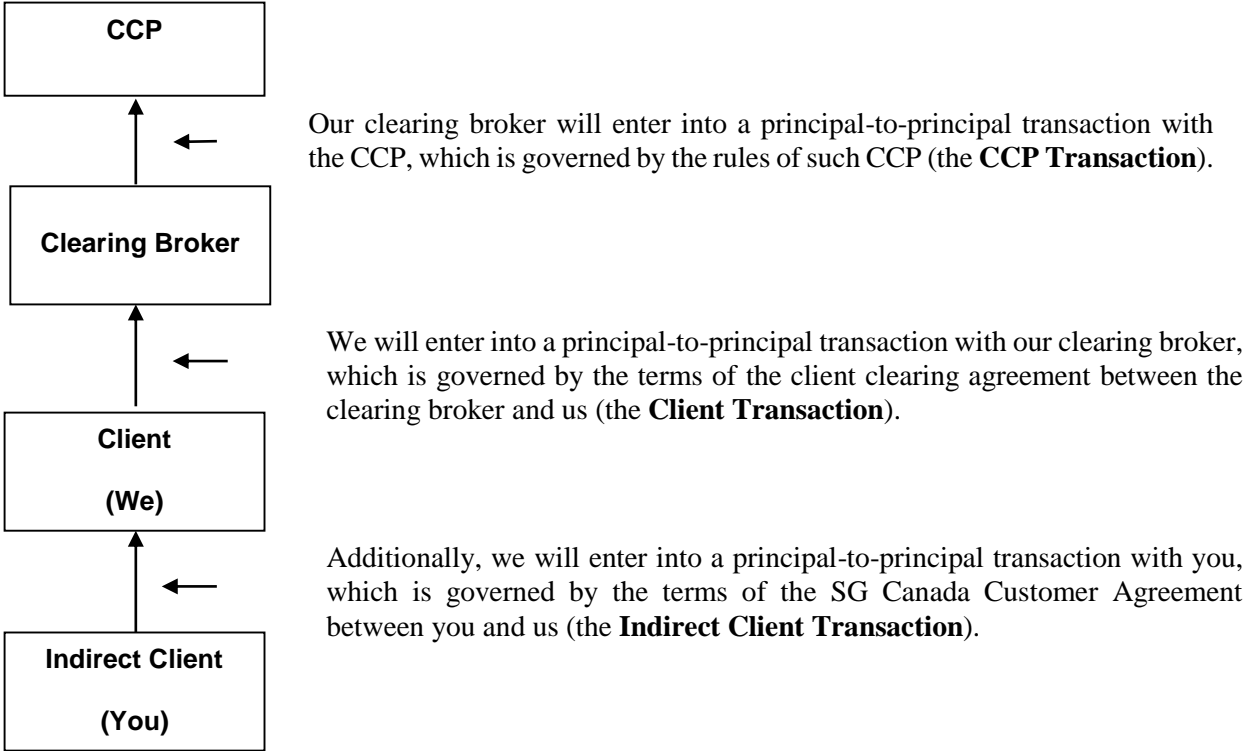 CCP
Our clearing broker will enter into a principal-to-principal transaction with
the CCP, which is governed by the rules of such CCP (the CCP Transaction).
Clearing Broker
We will enter into a principal-to-principal transaction with our clearing broker,
which is governed by the terms of the client clearing agreement between the
clearing broker and us (the Client Transaction).
Client
(We)
Additionally, we will enter into a principal-to-principal transaction with you,
which is governed by the terms of the SG Canada Customer Agreement
between you and us (the Indirect Client Transaction).
Indirect Client
(You)